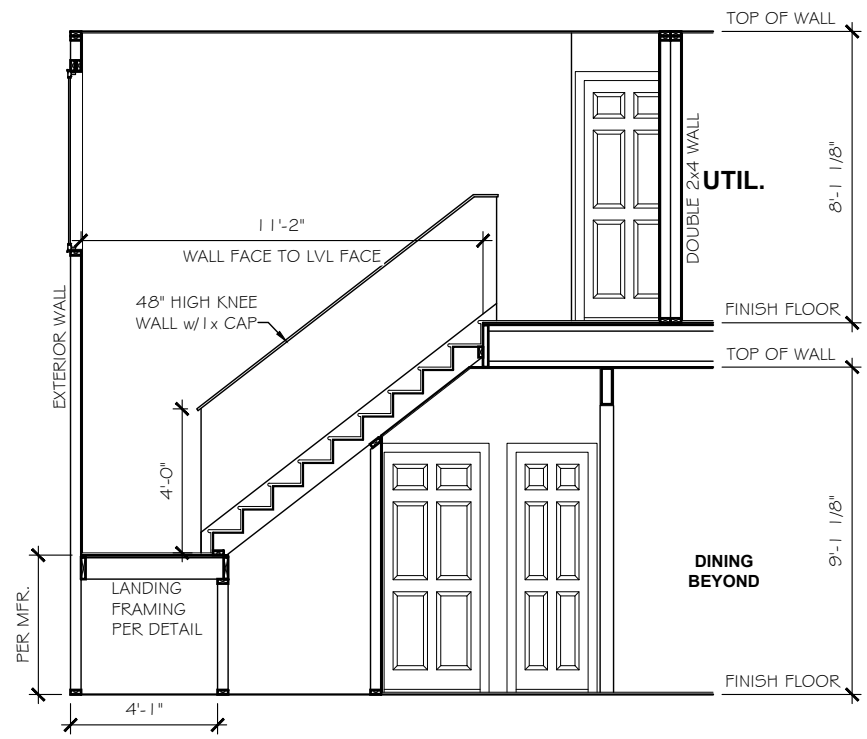 TOP OF WALL
DOUBLE 2x4 WALL
UTIL.
8'-1 1/8"
11'-2"
WALL FACE TO LVL FACE
48" HIGH KNEE
WALL w/1x CAP
EXTERIOR WALL
FINISH FLOOR
TOP OF WALL
4'-0"
9'-1 1/8"
DINING
BEYOND
PER MFR.
LANDING
FRAMING
PER DETAIL
FINISH FLOOR
4'-1"